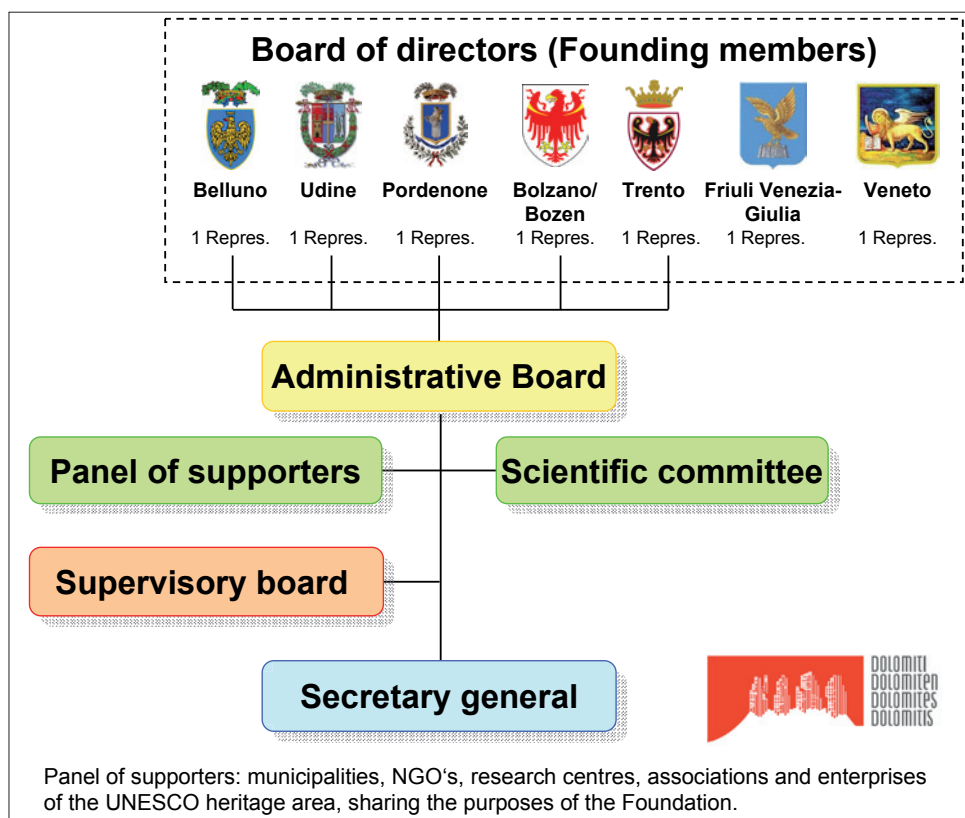 Board of directors (Founding members)
Belluno
Udine
Pordenone
Bolzano/
Bozen
Trento
Friuli Venezia-
Giulia
Veneto
1 Repres.
1 Repres.
1 Repres.
1 Repres.
1 Repres.
1 Repres.
1 Repres.
Administrative Board
Panel of supporters
Scientific committee
Supervisory board
Secretary general
DOLOMITI
DOLOMITEN
DOLOMITES
DOLOMITIS
Panel of supporters: municipalities, NGO‘s, research centres, associations and enterprises
of the UNESCO heritage area, sharing the purposes of the Foundation.